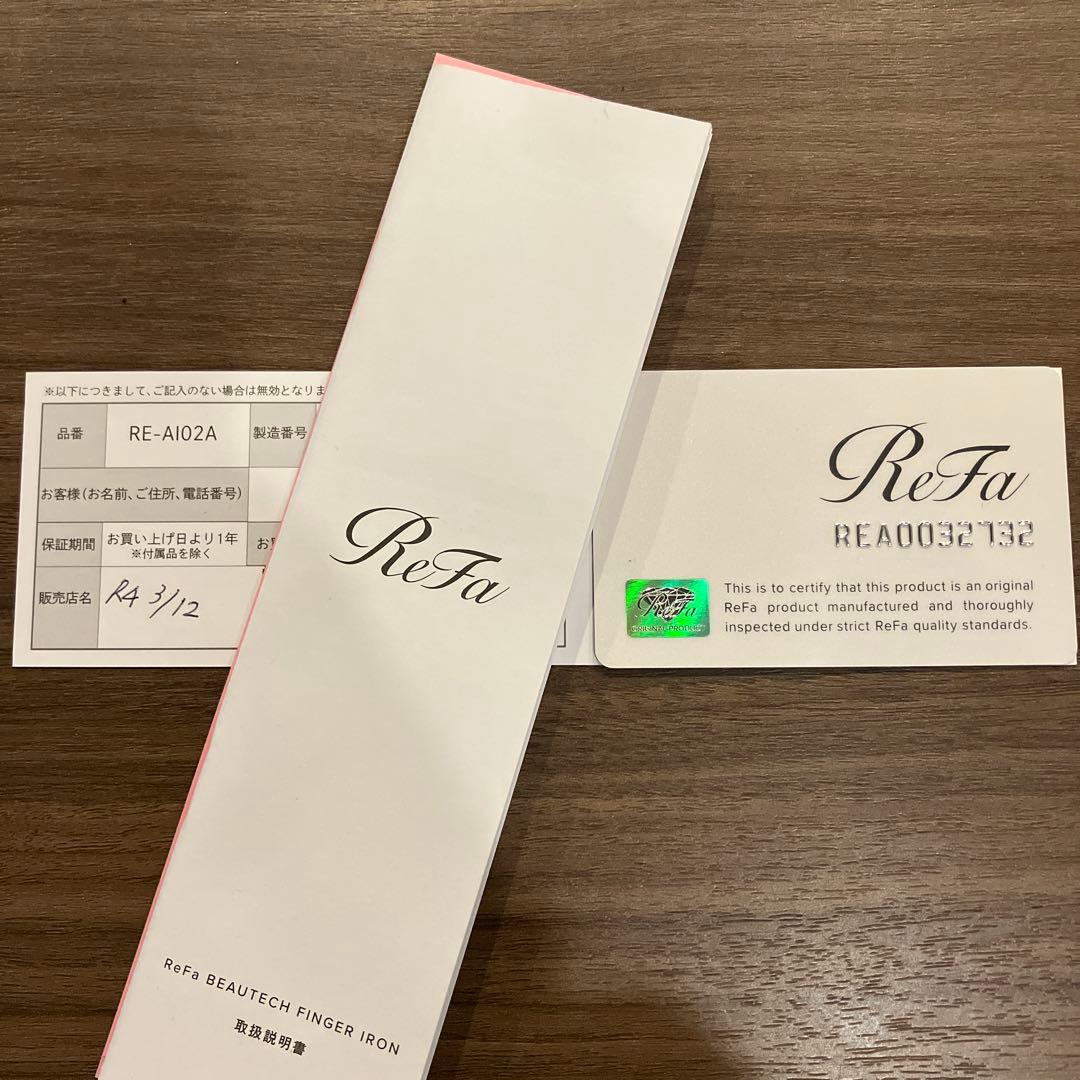 ※以下につきまして、ご記入のない場合は無効となりま
品番
RE-AI02A
製造番号
お客様（お名前、ご住所、電話番号）
保証期間
お買い上げ日より1年
※付属品を除く
お
販売店名
R4 3/12
ReFa
ReFa BEAUTECH FINGER IRON
取扱説明書
ReFa
REA0032732
ReFa
ORIGINAL PRODUCT
This is to certify that this product is an original
ReFa product manufactured and thoroughly
inspected under strict ReFa quality standards.